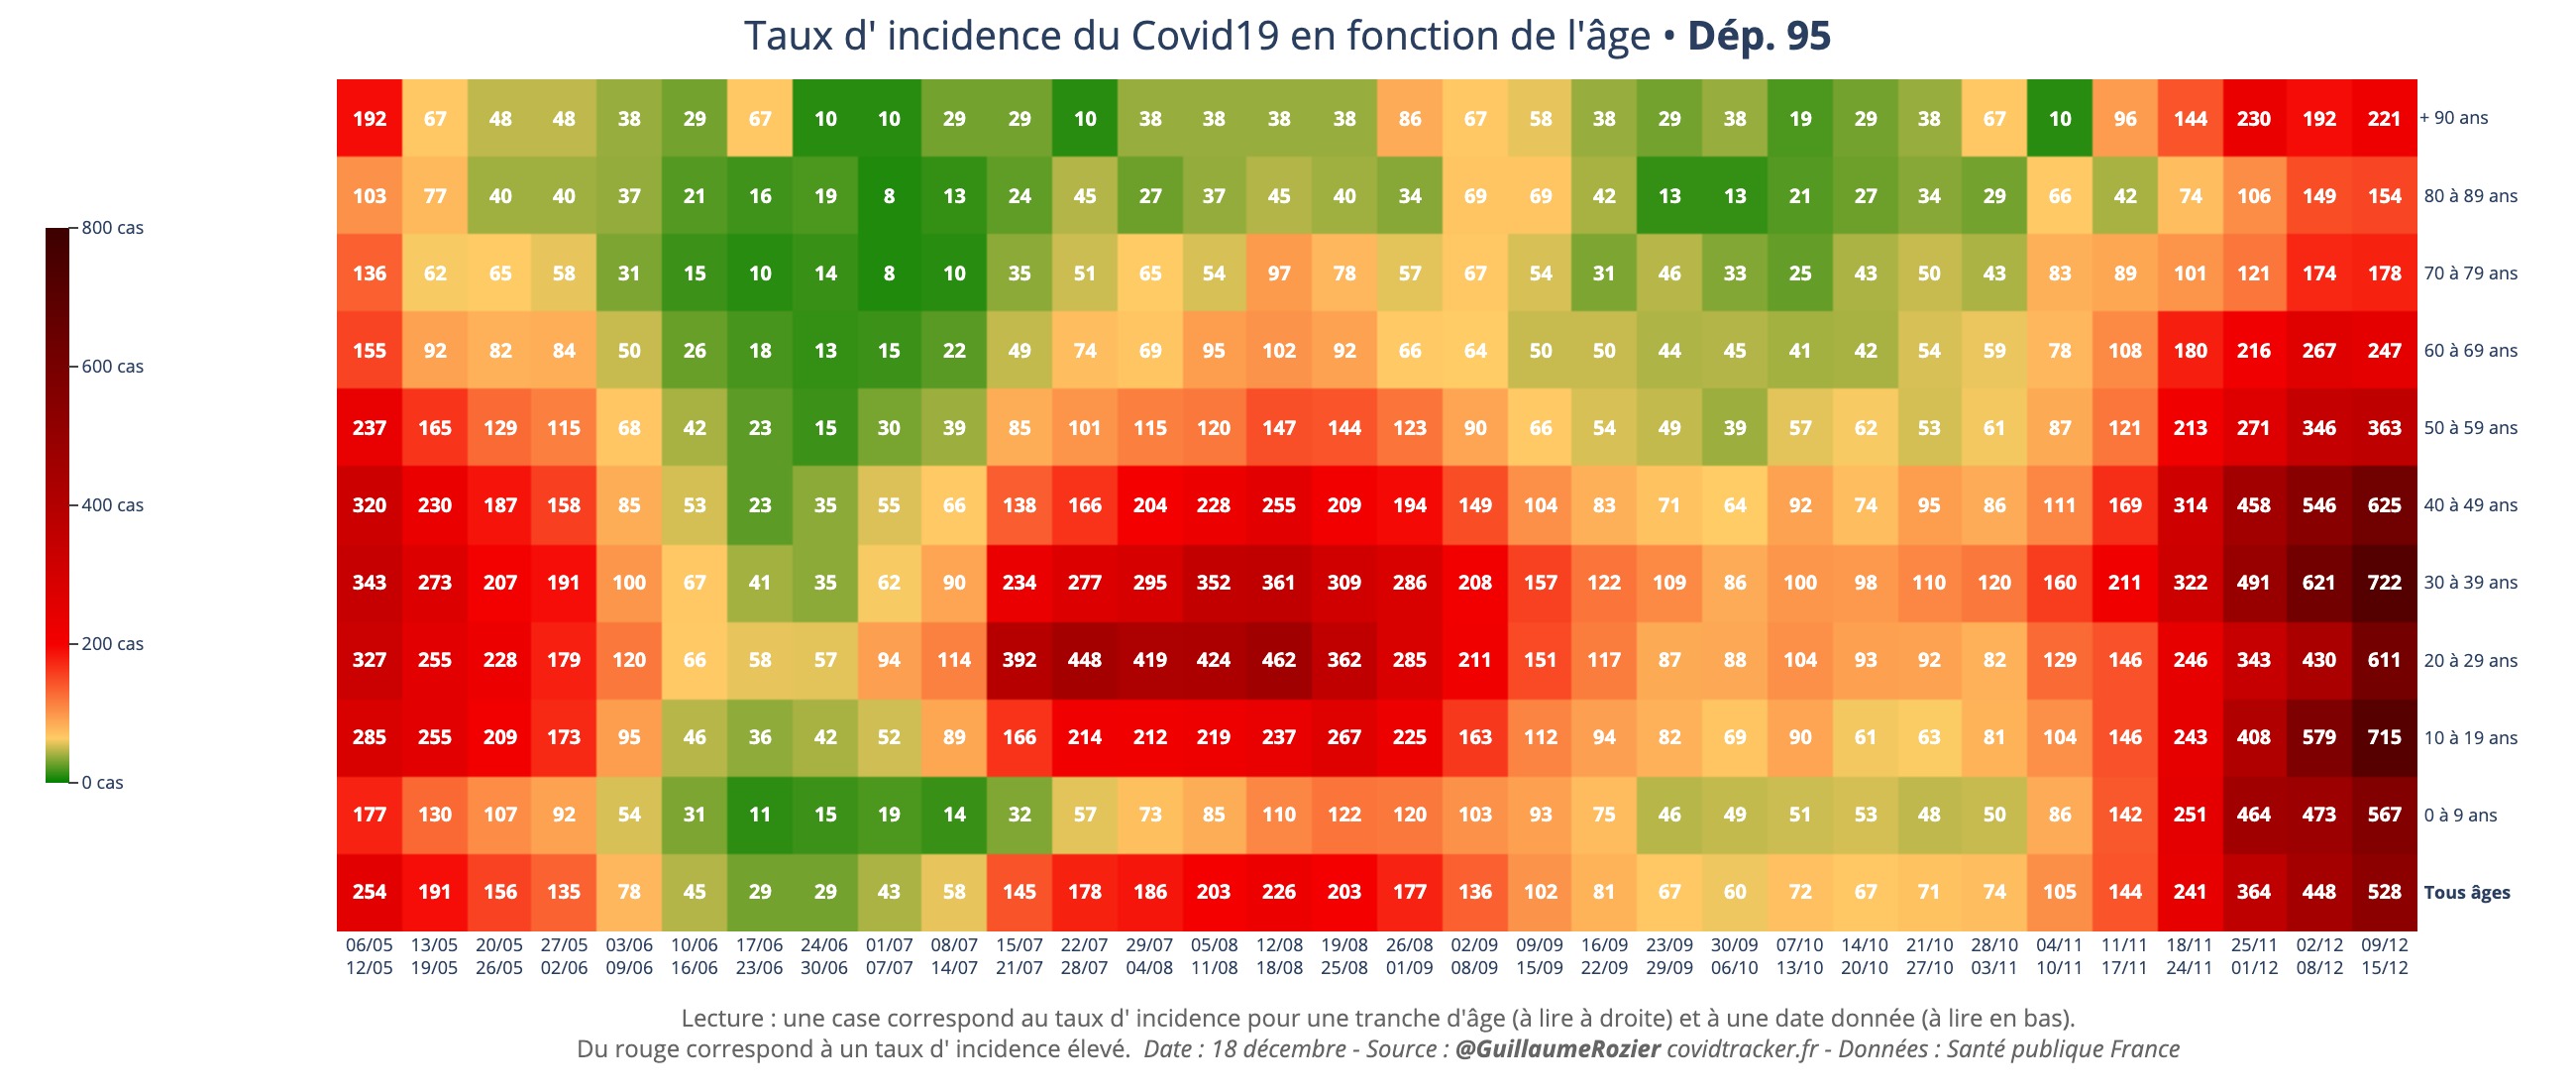 Taux d' incidence du Covid19 en fonction de l'âge • Dép. 95
800 cas
600 cas
400 cas
200 cas
0 cas
192 67 48 48 38 29 67 10 10 29 29 10 38 38 38 38 86 67 58 38 29 38 19 29 38 67 10 96 144 230 192 221 + 90 ans
103 77 40 40 37 21 16 19 8 13 24 45 27 37 45 40 34 69 69 42 13 13 21 27 34 29 66 42 74 106 149 154 80 à 89 ans
136 62 65 58 31 15 10 14 8 10 35 51 65 54 97 78 57 67 54 31 46 33 25 43 50 43 83 89 101 121 174 178 70 à 79 ans
155 92 82 84 50 26 18 13 15 22 49 74 69 95 102 92 66 64 50 50 44 45 41 42 54 59 78 108 180 216 267 247 60 à 69 ans
237 165 129 115 68 42 23 15 30 39 85 101 115 120 147 144 123 90 66 54 49 39 57 62 53 61 87 121 213 271 346 363 50 à 59 ans
320 230 187 158 85 53 23 35 55 66 138 166 204 228 255 209 194 149 104 83 71 64 92 74 95 86 111 169 314 458 546 625 40 à 49 ans
343 273 207 191 100 67 41 35 62 90 234 277 295 352 361 309 286 208 157 122 109 86 100 98 110 120 160 211 322 491 621 722 30 à 39 ans
327 255 228 179 120 66 58 57 94 114 392 448 419 424 462 362 285 211 151 117 87 88 104 93 92 82 129 146 246 343 430 611 20 à 29 ans
285 255 209 173 95 46 36 42 52 89 166 214 212 219 237 267 225 163 112 94 82 69 90 61 63 81 104 146 243 408 579 715 10 à 19 ans
177 130 107 92 54 31 11 15 19 14 32 57 73 85 110 122 120 103 93 75 46 49 51 53 48 50 86 142 251 464 473 567 0 à 9 ans
254 191 156 135 78 45 29 29 43 58 145 178 186 203 226 203 177 136 102 81 67 60 72 67 71 74 105 144 241 364 448 528 Tous âges
06/05 13/05 20/05 27/05 03/06 10/06 17/06 24/06 01/07 08/07 15/07 22/07 29/07 05/08 12/08 19/08 26/08 02/09 09/09 16/09 23/09 30/09 07/10 14/10 21/10 28/10 04/11 11/11 18/11 25/11 02/12 09/12
12/05 19/05 26/05 02/06 09/06 16/06 23/06 30/06 07/07 14/07 21/07 28/07 04/08 11/08 18/08 25/08 01/09 08/09 15/09 22/09 29/09 06/10 13/10 20/10 27/10 03/11 10/11 17/11 24/11 01/12 08/12 15/12
Lecture : une case correspond au taux d' incidence pour une tranche d'âge (à lire à droite) et à une date donnée (à lire en bas).
Du rouge correspond à un taux d' incidence élevé. Date : 18 décembre - Source : @GuillaumeRozier covidtracker.fr - Données : Santé publique France